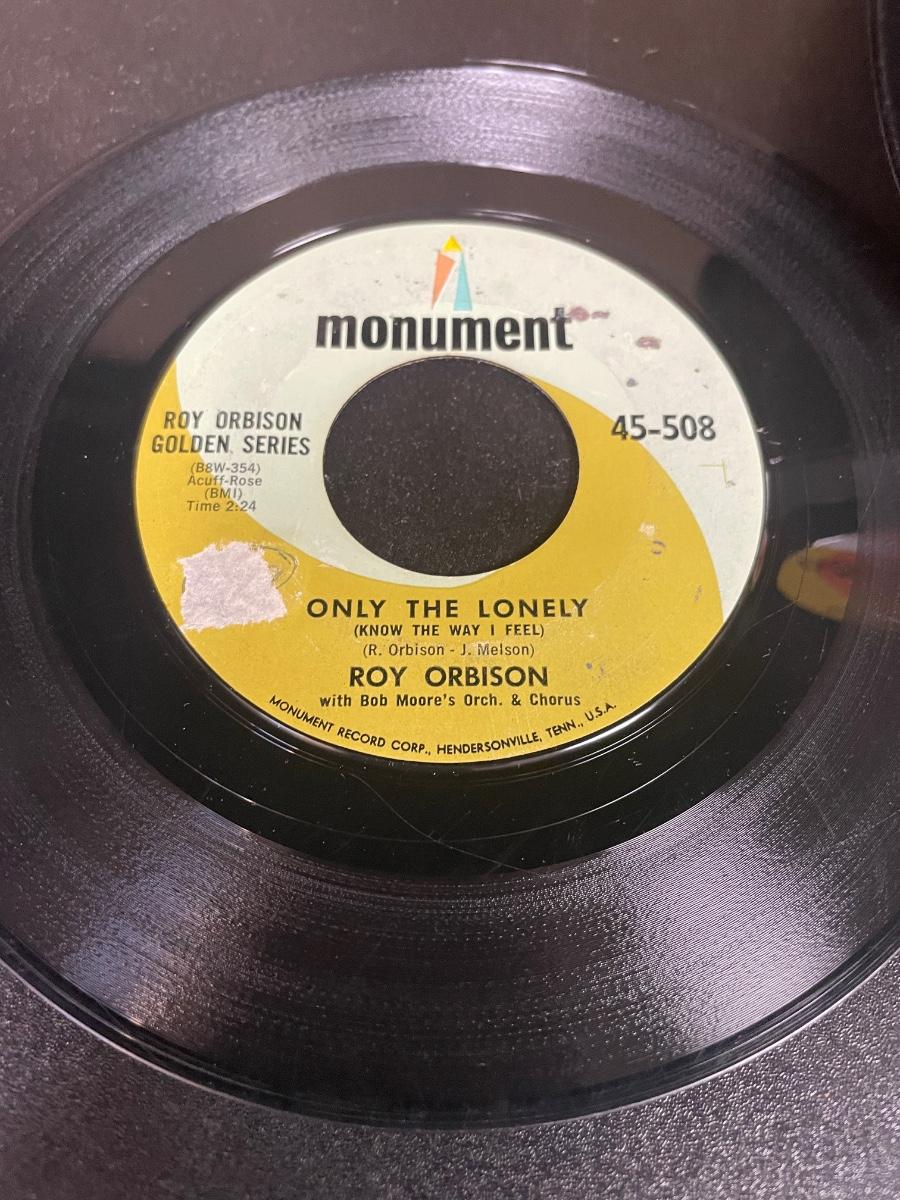 monument
ROY ORBISON
GOLDEN SERIES
(B8W-354)
Acuff-Rose
(BMI)
Time 2:24
45-508
ONLY THE LONELY
(KNOW THE WAY I FEEL)
(R. Orbison - J. Melson)
ROY ORBISON
with Bob Moore's Orch. & Chorus
MONUMENT RECORD CORP., HENDERSONVILLE, TENN., U.S.A.